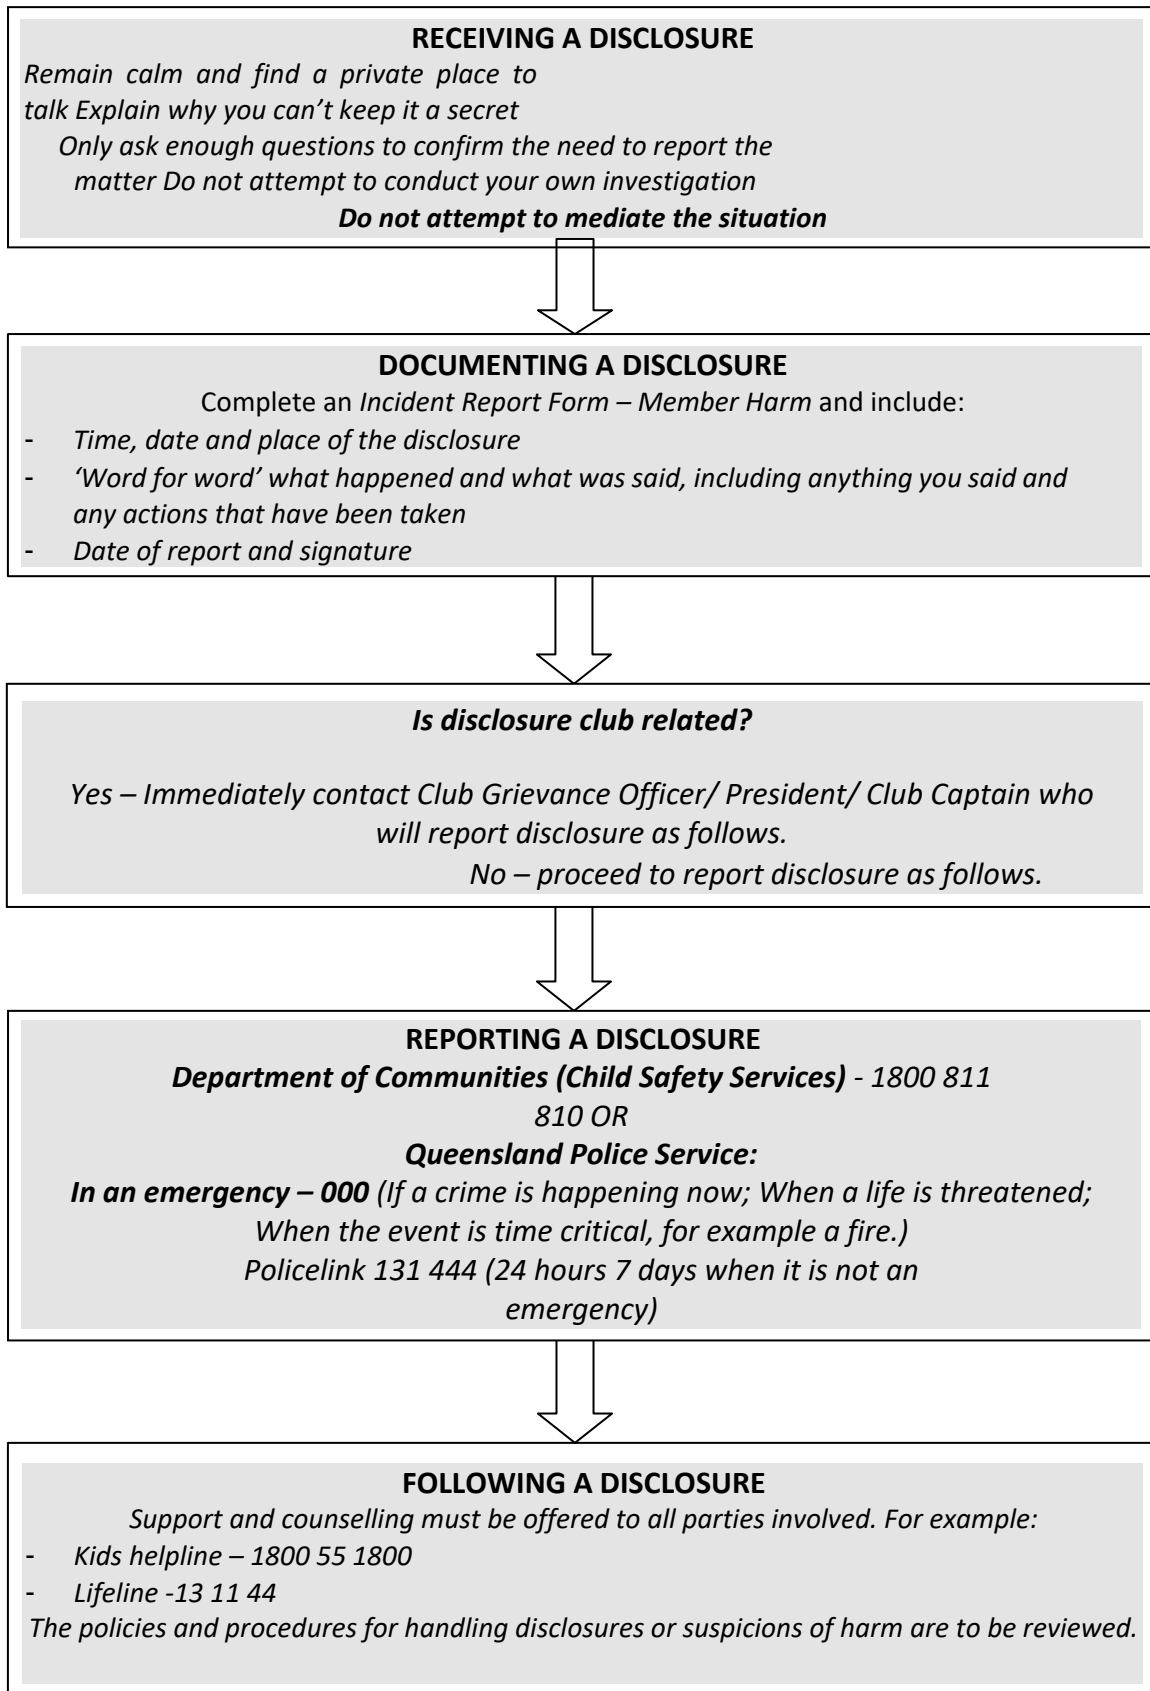 RECEIVING A DISCLOSURE
Remain calm and find a private place to
talk Explain why you can’t keep it a secret
Only ask enough questions to confirm the need to report the
matter Do not attempt to conduct your own investigation
Do not attempt to mediate the situation
DOCUMENTING A DISCLOSURE
Complete an Incident Report Form – Member Harm and include:
- Time, date and place of the disclosure
- ‘Word for word’ what happened and what was said, including anything you said and
any actions that have been taken
- Date of report and signature
Is disclosure club related?
Yes – Immediately contact Club Grievance Officer/ President/ Club Captain who
will report disclosure as follows.
No – proceed to report disclosure as follows.
REPORTING A DISCLOSURE
Department of Communities (Child Safety Services) - 1800 811
810 OR
Queensland Police Service:
In an emergency – 000 (If a crime is happening now; When a life is threatened;
When the event is time critical, for example a fire.)
Policelink 131 444 (24 hours 7 days when it is not an
emergency)
FOLLOWING A DISCLOSURE
Support and counselling must be offered to all parties involved. For example:
- Kids helpline – 1800 55 1800
- Lifeline -13 11 44
The policies and procedures for handling disclosures or suspicions of harm are to be reviewed.